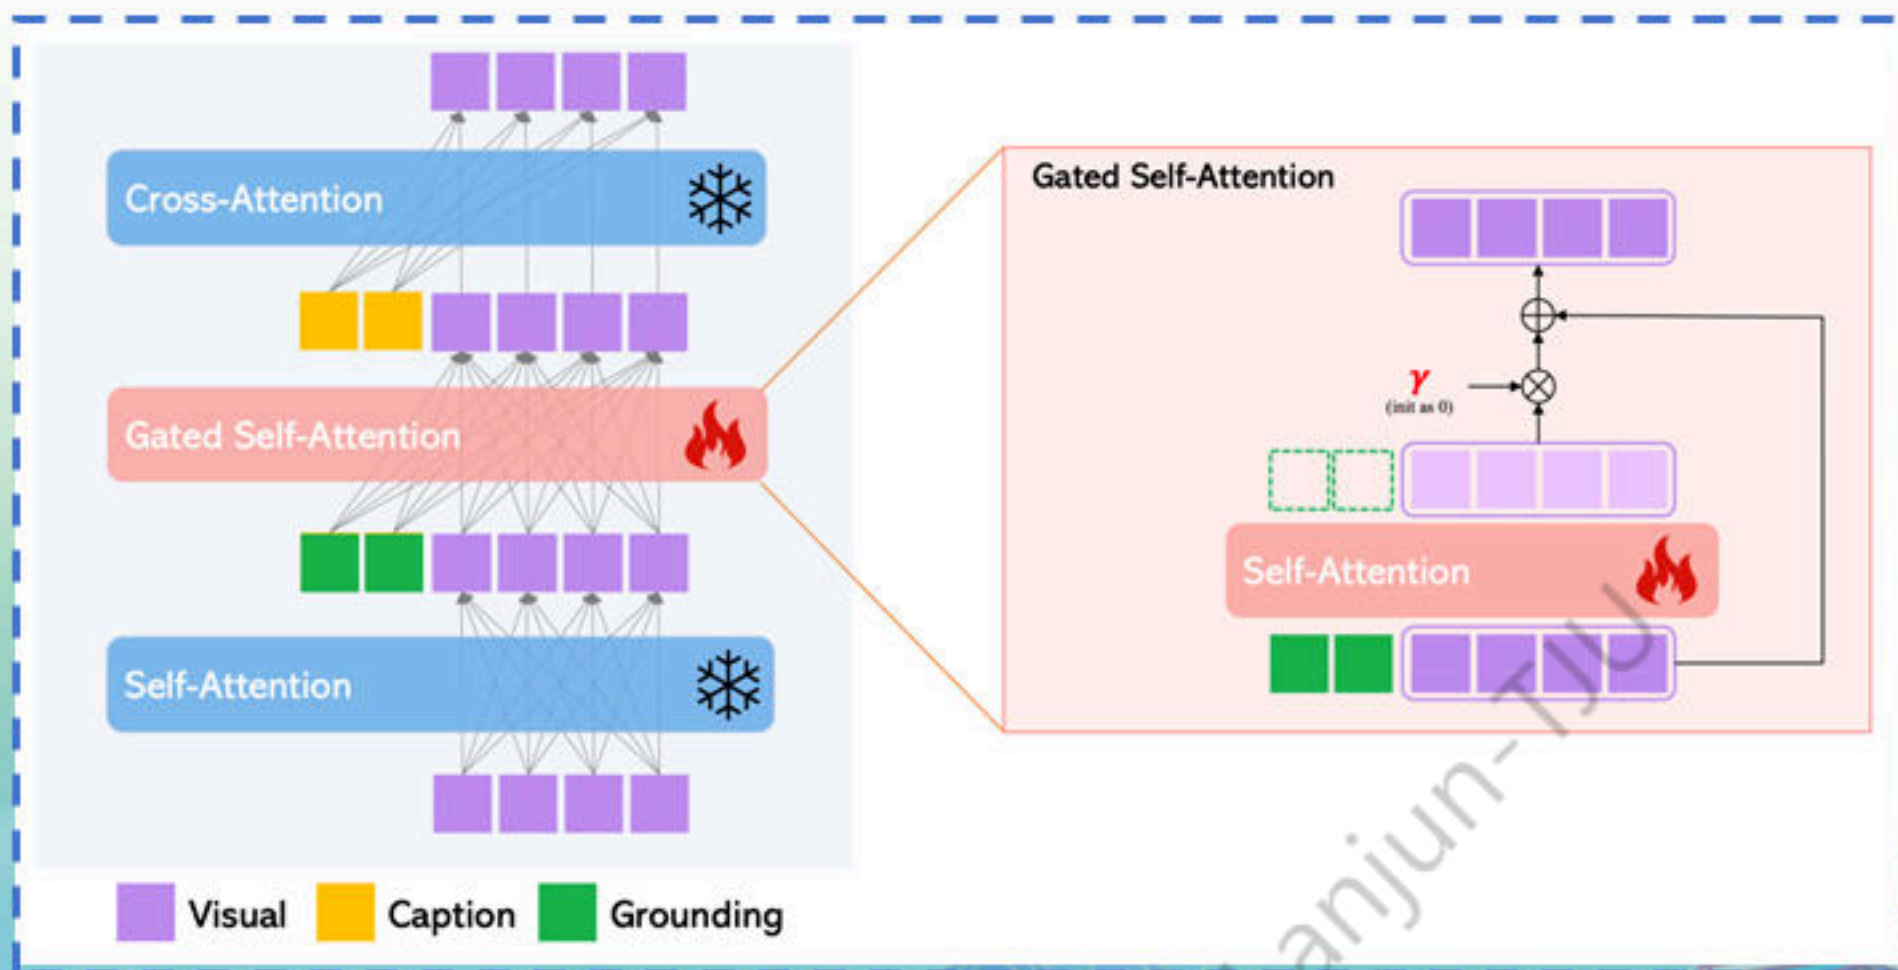 Cross-Attention
Gated Self-Attention
Self-Attention
Visual
Caption
Grounding
Gated Self-Attention
γ
(init as 0)
Self-Attention
anjun-TJU